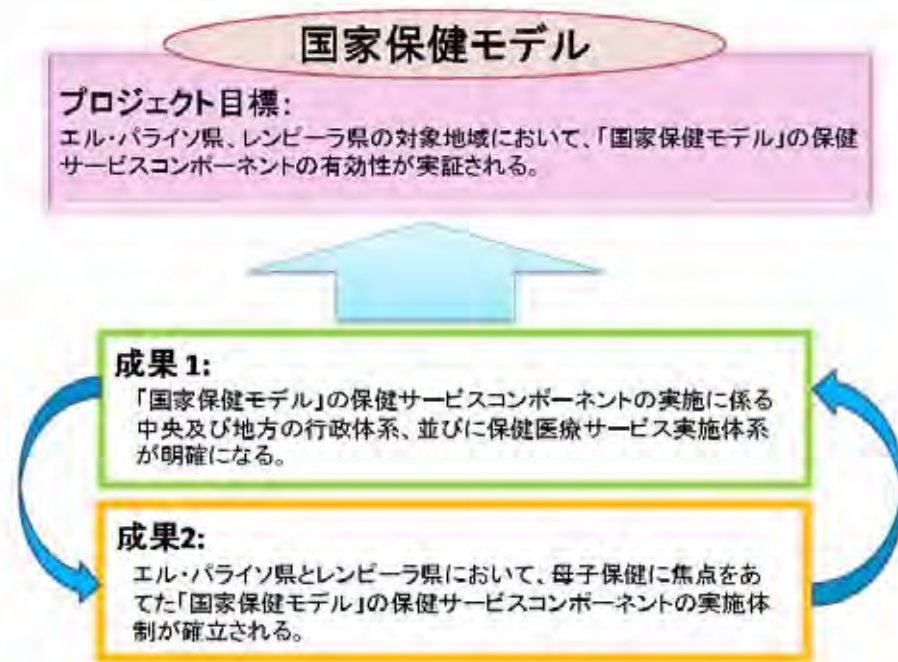 国家保健モデル
プロジェクト目標：
エル・パライソ県、レンピーラ県の対象地域において、「国家保健モデル」の保健
サービスコンポーネントの有効性が実証される。
成果 1:
「国家保健モデル」の保健サービスコンポーネントの実施に係る
中央及び地方の行政体系、並びに保健医療サービス実施体系
が明確になる。
成果2:
エル・パライソ県とレンピーラ県において、母子保健に焦点をあ
てた「国家保健モデル」の保健サービスコンポーネントの実施体
制が確立される。